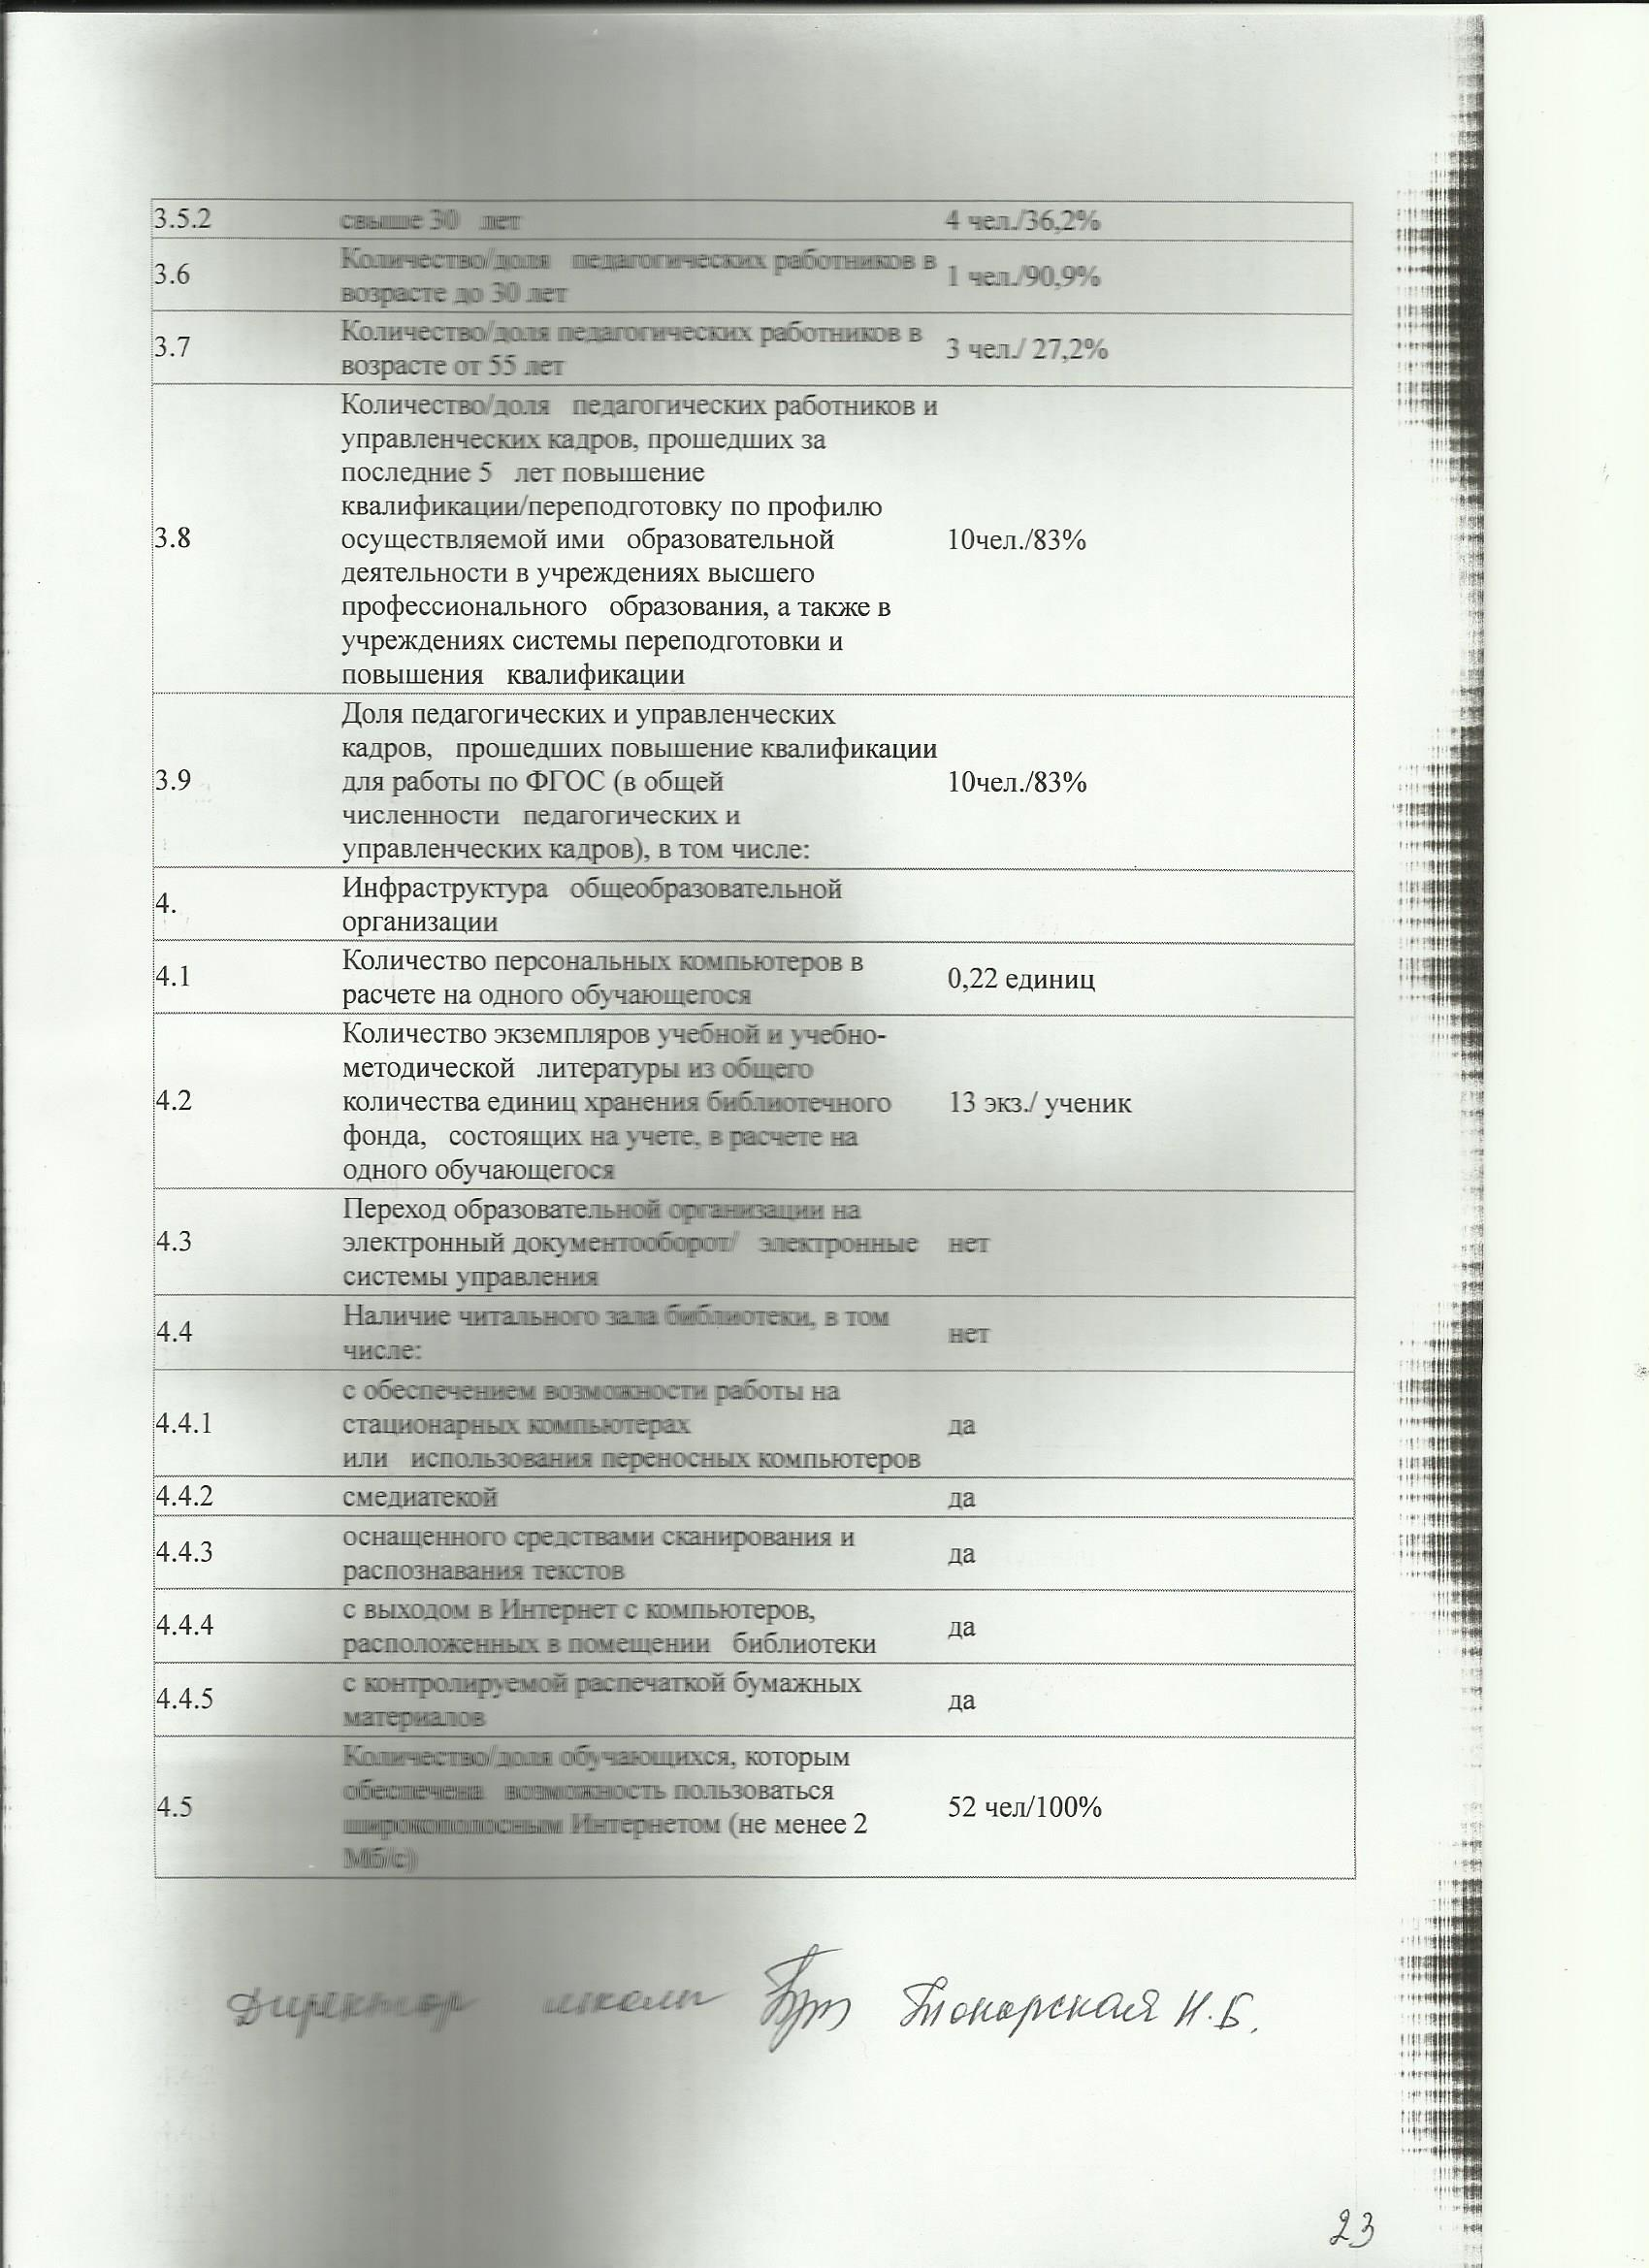 3.5.2 свыше 30 лет 4 чел./36,2%
Количество/доля педагогических работников в
3.6 1 чел./90,9%
возрасте до 30 лет
Количество/доля педагогических работников в
3.7 3 чел./ 27,2%
возрасте от 55 лет
Количество/доля педагогических работников и
управленческих кадров, прошедших за
последние 5 лет повышение
квалификации/переподготовку по профилю
3.8 осуществляемой ими образовательной 10чел./83%
деятельности в учреждениях высшего
профессионального образования, а также в
учреждениях системы переподготовки и
повышения квалификации
Доля педагогических и управленческих
кадров, прошедших повышение квалификации
3.9 для работы по ФГОС (в общей 10чел./83%
численности педагогических и
управленческих кадров), в том числе:
Инфраструктура общеобразовательной
4.
организации
Количество персональных компьютеров в
4.1 0,22 единиц
расчете на одного обучающегося
Количество экземпляров учебной и учебно-
методической литературы из общего
4.2 количества единиц хранения библиотечного 13 экз./ ученик
фонда, состоящих на учете, в расчете на
одного обучающегося
Переход образовательной организации на
4.3 электронный документооборот/ электронные нет
системы управления
Наличие читального зала библиотеки, в том
4.4 нет
числе:
с обеспечением возможности работы на
4.4.1 стационарных компьютерах да
или использования переносных компьютеров
4.4.2 смедиатекой да
оснащенного средствами сканирования и
4.4.3 да
распознавания текстов
с выходом в Интернет с компьютеров,
4.4.4 да
расположенных в помещении библиотеки
с контролируемой распечаткой бумажных
4.4.5 да
материалов
Количество/доля обучающихся, которым
обеспечена возможность пользоваться
4.5 52 чел/100%
широкополосным Интернетом (не менее 2
Мб/с)
Директор школы Токарская Н.Б.
23